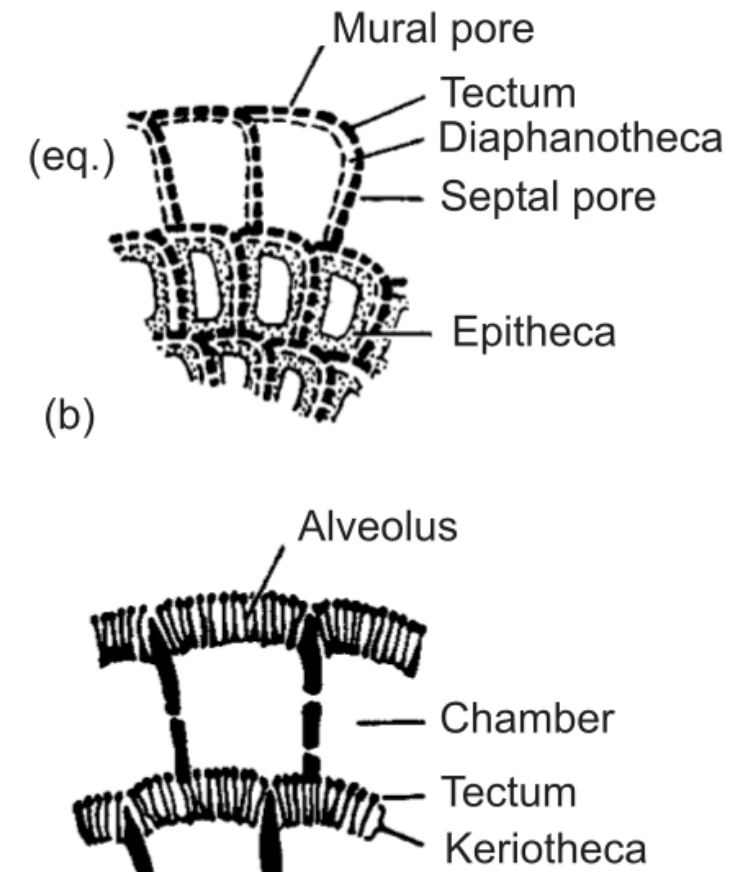 Mural pore
Tectum
Diaphanotheca
(eq.)
Septal pore
Epitheca
(b)
Alveolus
Chamber
Tectum
Keriotheca